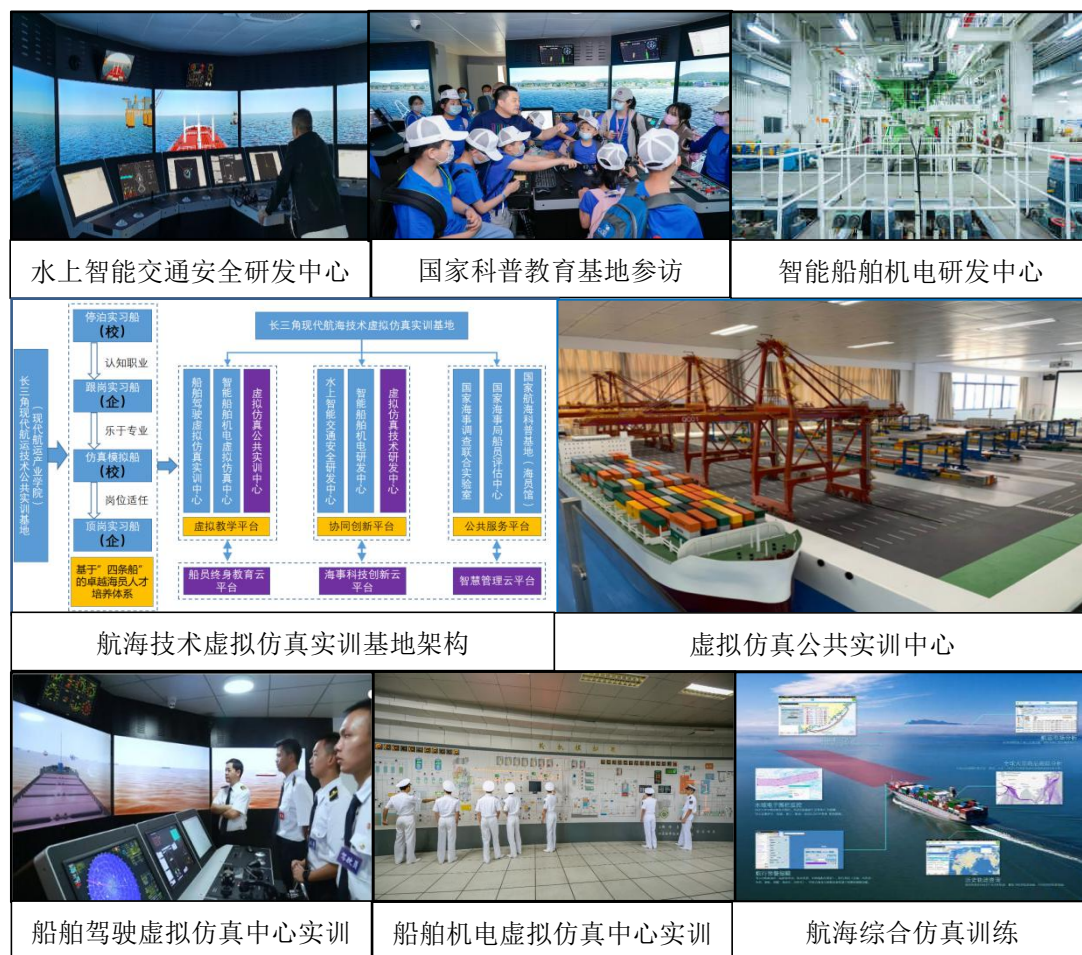 水上智能交通安全研发中心
国家科普教育基地参访
智能船舶机电研发中心
长三角现代航运技术公共实训基地
(现代航运产业学院)
停泊实习船
(校)
认知职业
跟岗实习船
(企)
乐于专业
仿真模拟船
(校)
岗位适任
顶岗实习船
(企)
基于"四条船"
的卓越海员人才
培养体系
长三角现代航海技术虚拟仿真实训基地
船舶驾驶虚拟仿真实训中心
智能船舶机电虚拟仿真中心
虚拟仿真公共实训中心
虚拟教学平台
船员终身教育云
平台
水上智能交通安全研发中心
智能船舶机电研发中心
虚拟仿真技术研发中心
协同创新平台
海事科技创新云
平台
国家海事调查联合实验室
国家海事局船员评估中心
国家航海科普基地(海员馆)
公共服务平台
智慧管理云平台
航海技术虚拟仿真实训基地架构
虚拟仿真公共实训中心
船舶驾驶虚拟仿真中心实训
船舶机电虚拟仿真中心实训
航海综合仿真训练